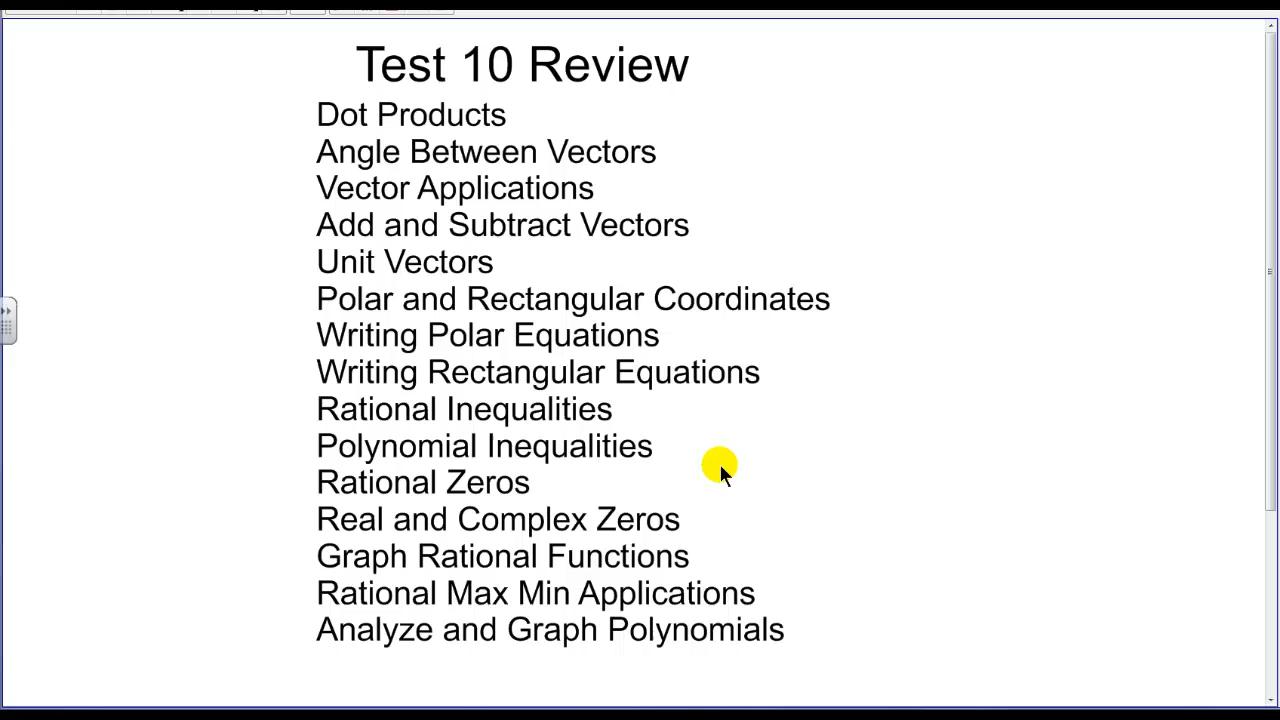 Test 10 Review
Dot Products
Angle Between Vectors
Vector Applications
Add and Subtract Vectors
Unit Vectors
Polar and Rectangular Coordinates
Writing Polar Equations
Writing Rectangular Equations
Rational Inequalities
Polynomial Inequalities
Rational Zeros
Real and Complex Zeros
Graph Rational Functions
Rational Max Min Applications
Analyze and Graph Polynomials